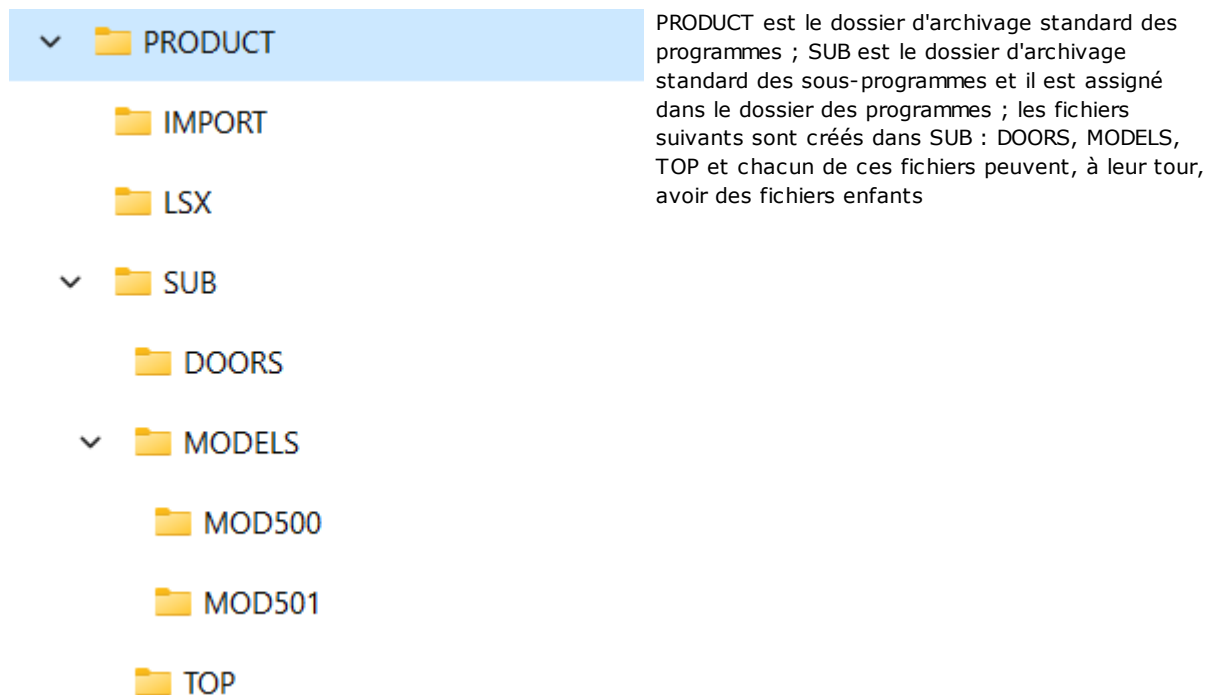 PRODUCT
IMPORT
LSX
SUB
DOORS
MODELS
MOD500
MOD501
TOP
PRODUCT est le dossier d'archivage standard des
programmes ; SUB est le dossier d'archivage
standard des sous-programmes et il est assigné
dans le dossier des programmes ; les fichiers
suivants sont créés dans SUB : DOORS, MODELS,
TOP et chacun de ces fichiers peuvent, à leur tour,
avoir des fichiers enfants